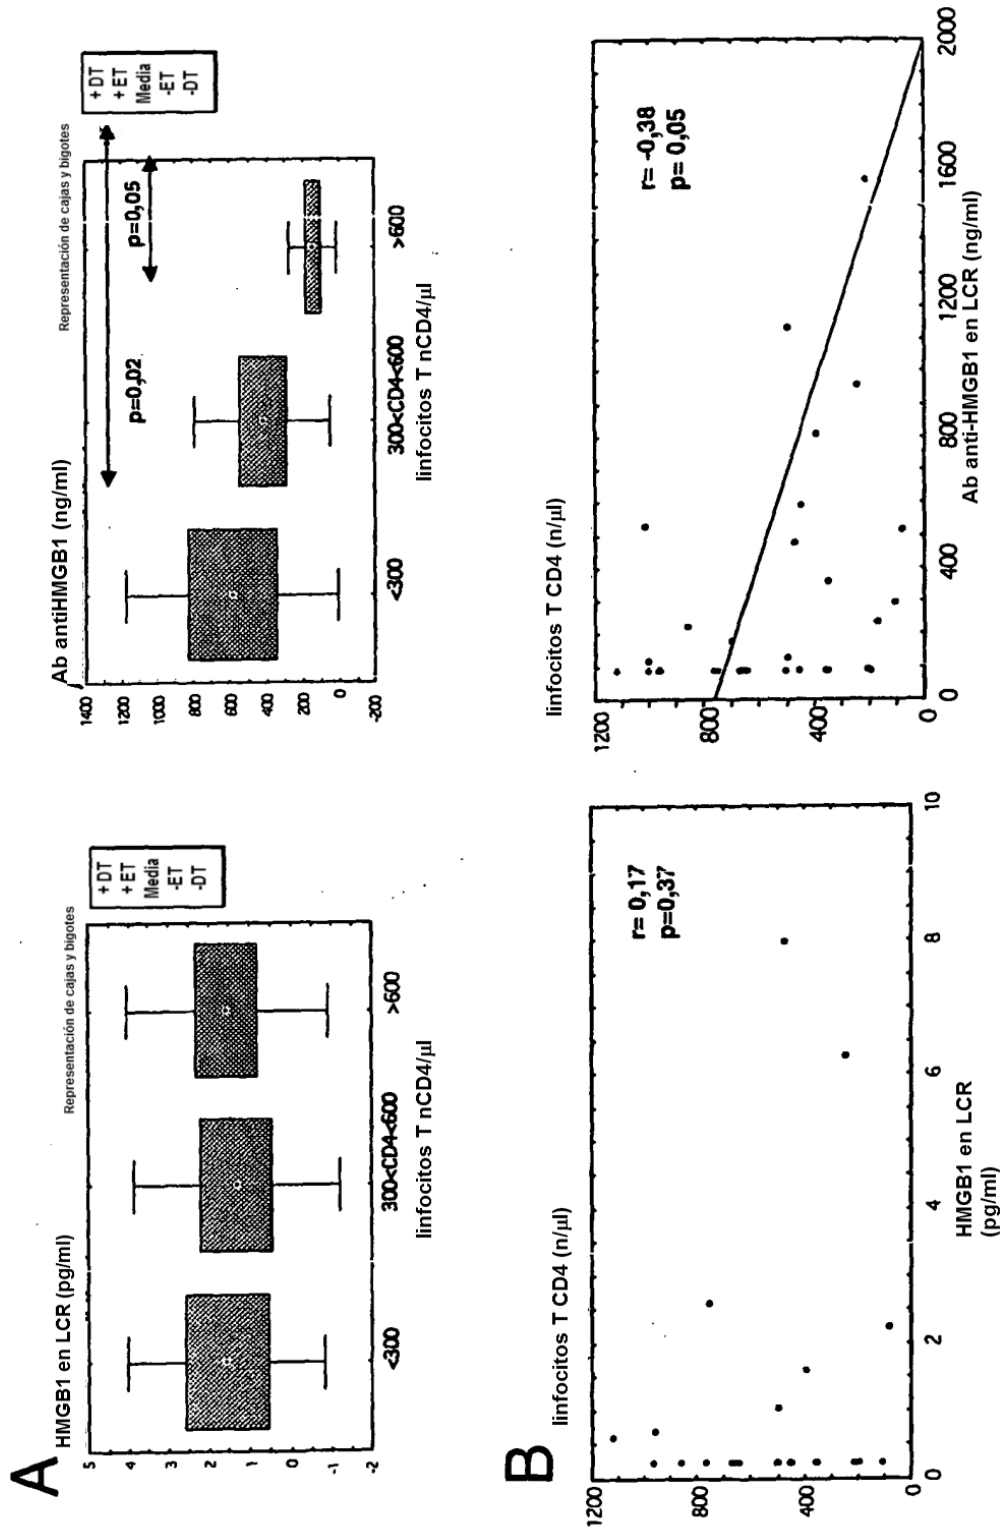 A
HMGB1 en LCR (pg/ml)
Representación de cajas y bigotes
+DT
+ET
Media
-ET
-DT
5
4
3
2
1
0
-1
-2
<300
300<CD4<600
>600
linfocitos T nCD4/µl
Ab antiHMGB1 (ng/ml)
Representación de cajas y bigotes
+DT
+ET
Media
-ET
-DT
p=0,02
p=0,05
1400
1200
1000
800
600
400
200
0
-200
<300
300<CD4<600
>600
linfocitos T nCD4/µl
B
linfocitos T CD4 (n/µl)
r= 0,17
p=0,37
1200
800
400
0
0
2
4
6
8
10
HMGB1 en LCR
(pg/ml)
linfocitos T CD4 (n/µl)
r= -0,38
p= 0,05
1200
800
400
0
0
400
800
1200
1600
2000
Ab anti-HMGB1 en LCR (ng/ml)